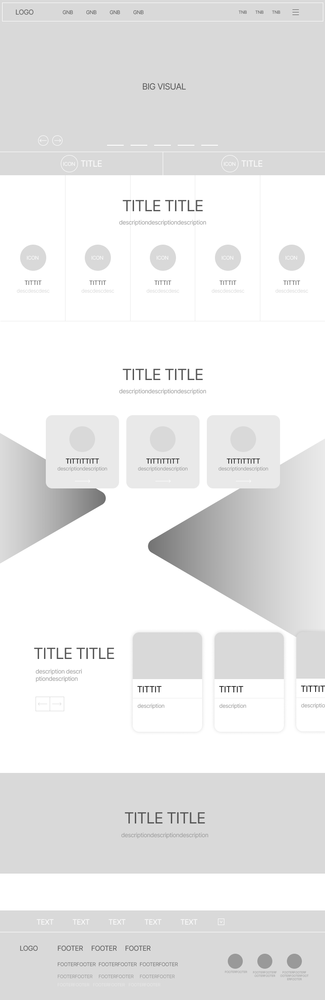 LOGO GNB GNB GNB GNB TNB TNB TNB
BIG VISUAL
ICON TITLE ICON TITLE
TITLE TITLE
descriptiondescriptiondescription
ICON ICON ICON ICON ICON
TITTIT TITTIT TITTIT TITTIT TITTIT
descdescdesc descdescdesc descdescdesc descdescdesc descdescdesc
TITLE TITLE
descriptiondescriptiondescription
TITTITTITT TITTITTITT TITTITTITT
descriptiondescription descriptiondescription descriptiondescription
TITLE TITLE
description descri
ptiondescription
TITTIT TITTIT TITTIT
description description descriptio
TITLE TITLE
descriptiondescriptiondescription
TEXT TEXT TEXT TEXT TEXT
LOGO FOOTER FOOTER FOOTER
FOOTERFOOTER FOOTERFOOTER FOOTERFOOTER
FOOTERFOOTER FOOTERFOOTER FOOTERFOOTER
FOOTERFOOTER FOOTERFOOTER FOOTERFOOTER
FOOTERFOOTER
FOOTERFOOTERF
OOTERFOOTER
FOOTERFOOTERF
OOTERFOOTERFOOT
ERFOOTER